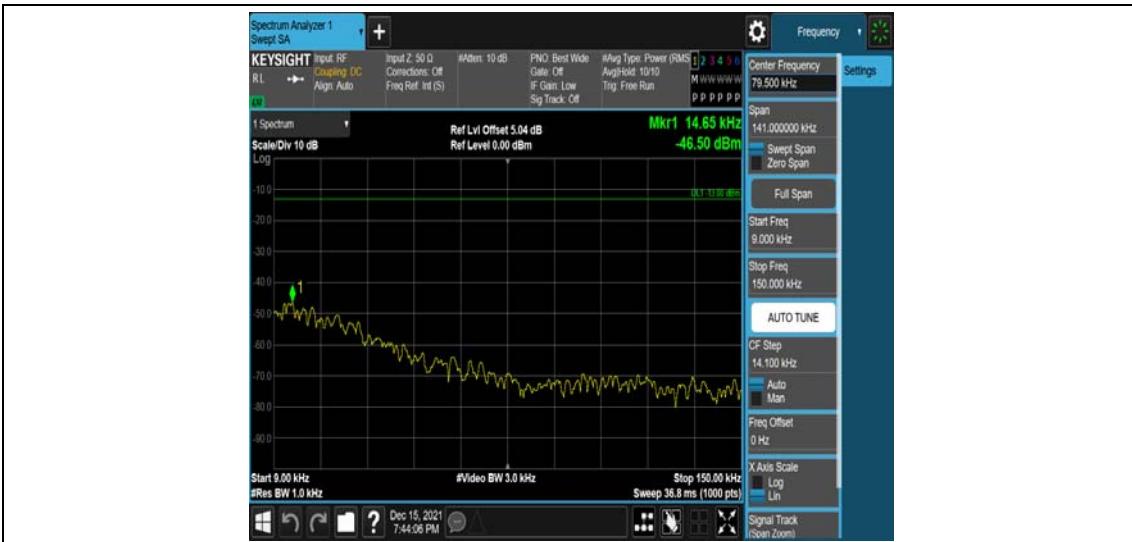 Spectrum Analyzer 1
Swept SA
+
Frequency
KEYSIGHT
RL
Input: RF
Coupling: DC
Align: Auto
Input Z: 50 Ω
Corrections: Off
Freq Ref: Int (S)
#Atten: 10 dB
PNO: Best Wide
Gate: Off
IF Gain: Low
Sig Track: Off
#Avg Type: Power (RMS
Avg|Hold: 10/10
Trig: Free Run
1 2 3 4 5 6
M W W W W W
P P P P P P
Settings
1 Spectrum
Scale/Div 10 dB
Ref Lvl Offset 5.04 dB
Ref Level 0.00 dBm
Mkr1 14.65 kHz
-46.50 dBm
Log
-10.0
DL1 -13.00 dBm
-20.0
-30.0
-40.0
1
-50.0
-60.0
-70.0
-80.0
-90.0
Start 9.00 kHz
#Video BW 3.0 kHz
Stop 150.00 kHz
#Res BW 1.0 kHz
Sweep 36.8 ms (1000 pts)
Center Frequency
79.500 kHz
Span
141.000000 kHz
Swept Span
Zero Span
Full Span
Start Freq
9.000 kHz
Stop Freq
150.000 kHz
AUTO TUNE
CF Step
14.100 kHz
Auto
Man
Freq Offset
0 Hz
X Axis Scale
Log
Lin
Signal Track
(Span Zoom)
?
Dec 15, 2021
7:44:06 PM